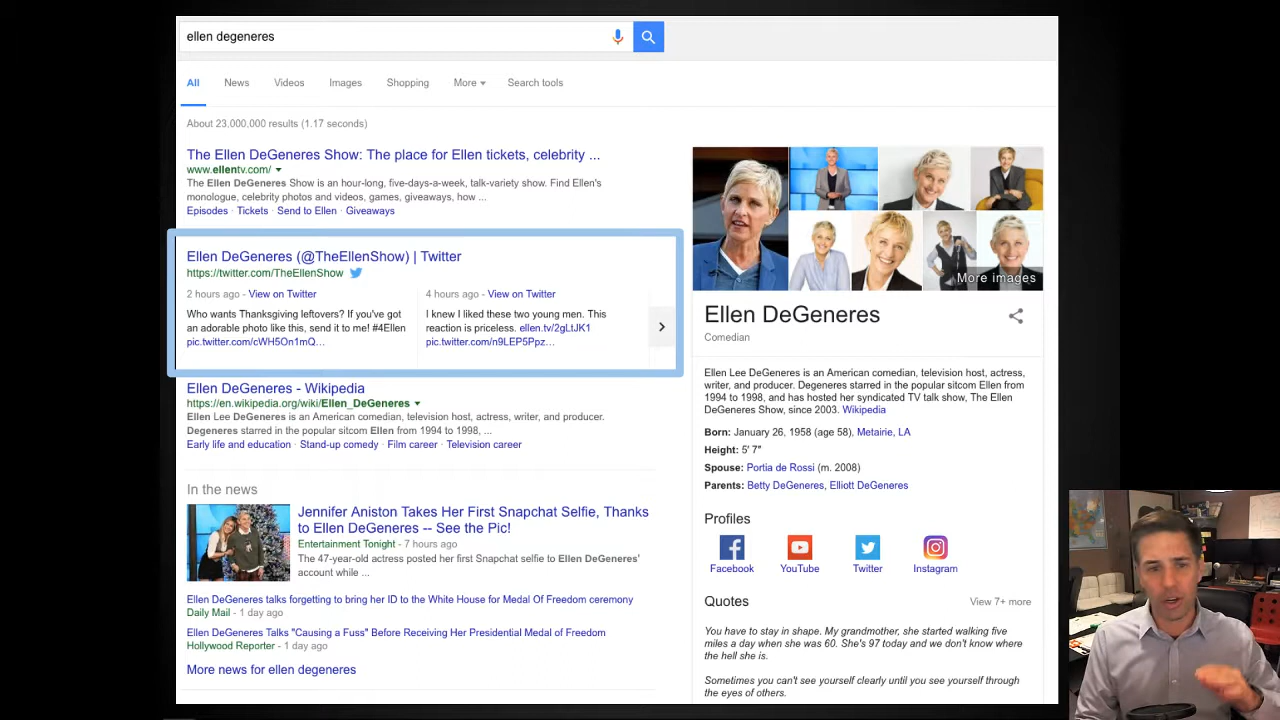 ellen degeneres
All News Videos Images Shopping More Search tools
About 23,000,000 results (1.17 seconds)
The Ellen DeGeneres Show: The place for Ellen tickets, celebrity ...
www.ellentv.com/
The Ellen DeGeneres Show is an hour-long, five-days-a-week, talk-variety show. Find Ellen's
monologue, celebrity photos and videos, games, giveaways, how ...
Episodes · Tickets · Send to Ellen · Giveaways
Ellen DeGeneres (@TheEllenShow) | Twitter
https://twitter.com/TheEllenShow
2 hours ago - View on Twitter
Who wants Thanksgiving leftovers? If you've got
an adorable photo like this, send it to me! #4Ellen
pic.twitter.com/cWH5On1mQ…
4 hours ago - View on Twitter
I knew I liked these two young men. This
reaction is priceless. ellen.tv/2gLtJK1
pic.twitter.com/n9LEP5Ppz…
Ellen DeGeneres - Wikipedia
https://en.wikipedia.org/wiki/Ellen_DeGeneres
Ellen Lee DeGeneres is an American comedian, television host, actress, writer, and producer.
Degeneres starred in the popular sitcom Ellen from 1994 to 1998, ...
Early life and education · Stand-up comedy · Film career · Television career
In the news
Jennifer Aniston Takes Her First Snapchat Selfie, Thanks
to Ellen DeGeneres -- See the Pic!
Entertainment Tonight - 7 hours ago
The 47-year-old actress posted her first Snapchat selfie to Ellen DeGeneres'
account while ...
Ellen DeGeneres talks forgetting to bring her ID to the White House for Medal Of Freedom ceremony
Daily Mail - 1 day ago
Ellen DeGeneres Talks "Causing a Fuss" Before Receiving Her Presidential Medal of Freedom
Hollywood Reporter - 1 day ago
More news for ellen degeneres
More images
Ellen DeGeneres
Comedian
Ellen Lee DeGeneres is an American comedian, television host, actress,
writer, and producer. Degeneres starred in the popular sitcom Ellen from
1994 to 1998, and has hosted her syndicated TV talk show, The Ellen
DeGeneres Show, since 2003. Wikipedia
Born: January 26, 1958 (age 58), Metairie, LA
Height: 5' 7"
Spouse: Portia de Rossi (m. 2008)
Parents: Betty DeGeneres, Elliott DeGeneres
Profiles
Facebook YouTube Twitter Instagram
Quotes View 7+ more
You have to stay in shape. My grandmother, she started walking five
miles a day when she was 60. She's 97 today and we don't know where
the hell she is.
Sometimes you can't see yourself clearly until you see yourself through
the eyes of others.